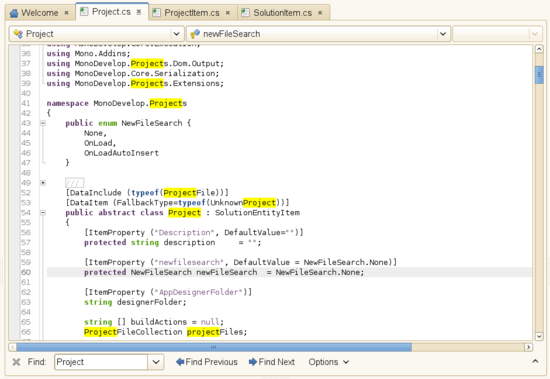 Welcome × Project.cs × ProjectItem.cs × SolutionItem.cs ×
Project newFileSearch
using MonoDevelop.Core.Execution;
36 using Mono.Addins;
37 using MonoDevelop.Projects.Dom.Output;
38 using MonoDevelop.Core.Serialization;
39 using MonoDevelop.Projects.Extensions;
40
41 namespace MonoDevelop.Projects
42 {
43 public enum NewFileSearch {
44 None,
45 OnLoad,
46 OnLoadAutoInsert
47 }
48
49 ///
52 [DataInclude (typeof(ProjectFile))]
53 [DataItem (FallbackType=typeof(UnknownProject))]
54 public abstract class Project : SolutionEntityItem
55 {
56 [ItemProperty ("Description", DefaultValue="")]
57 protected string description = "";
58
59 [ItemProperty ("newfilesearch", DefaultValue = NewFileSearch.None)]
60 protected NewFileSearch newFileSearch = NewFileSearch.None;
61
62 [ItemProperty ("AppDesignerFolder")]
63 string designerFolder;
64
65 string [] buildActions = null;
66 ProjectFileCollection projectFiles;
Find: Project Find Previous Find Next Options